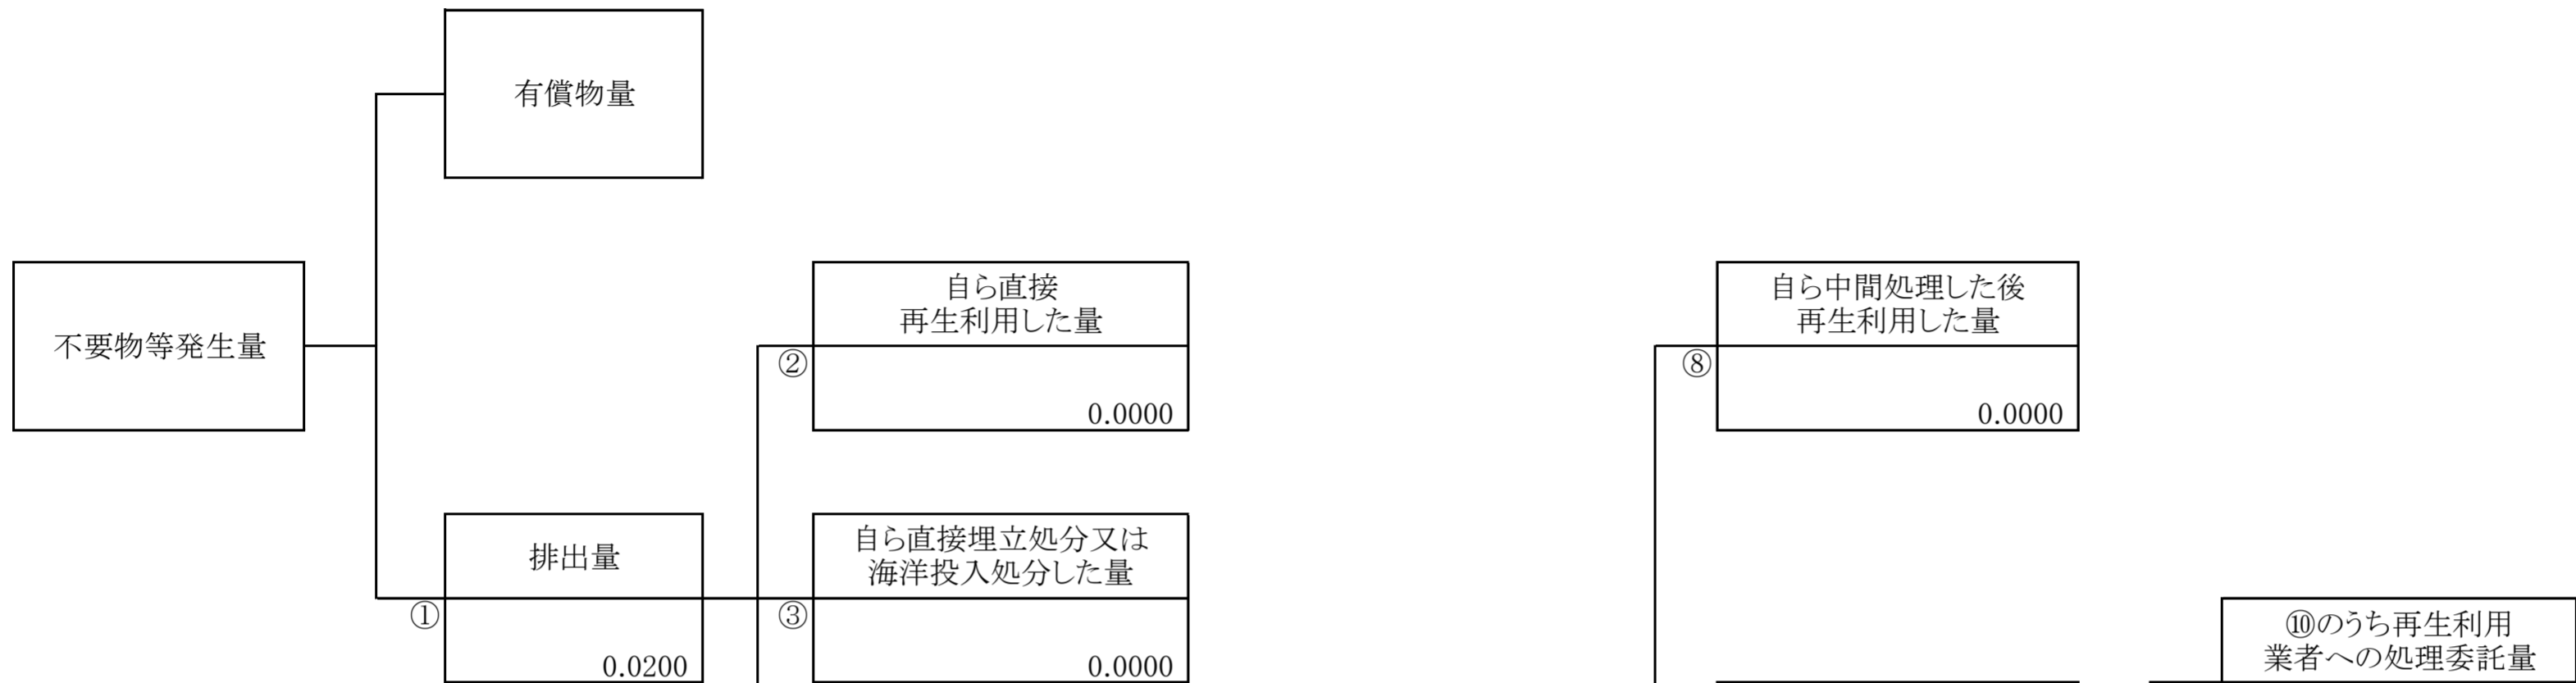 有償物量
不要物等発生量
自ら直接
再生利用した量
②
0.0000
自ら中間処理した後
再生利用した量
⑧
0.0000
排出量
①
0.0200
自ら直接埋立処分又は
海洋投入処分した量
③
0.0000
⑩のうち再生利用
業者への処理委託量